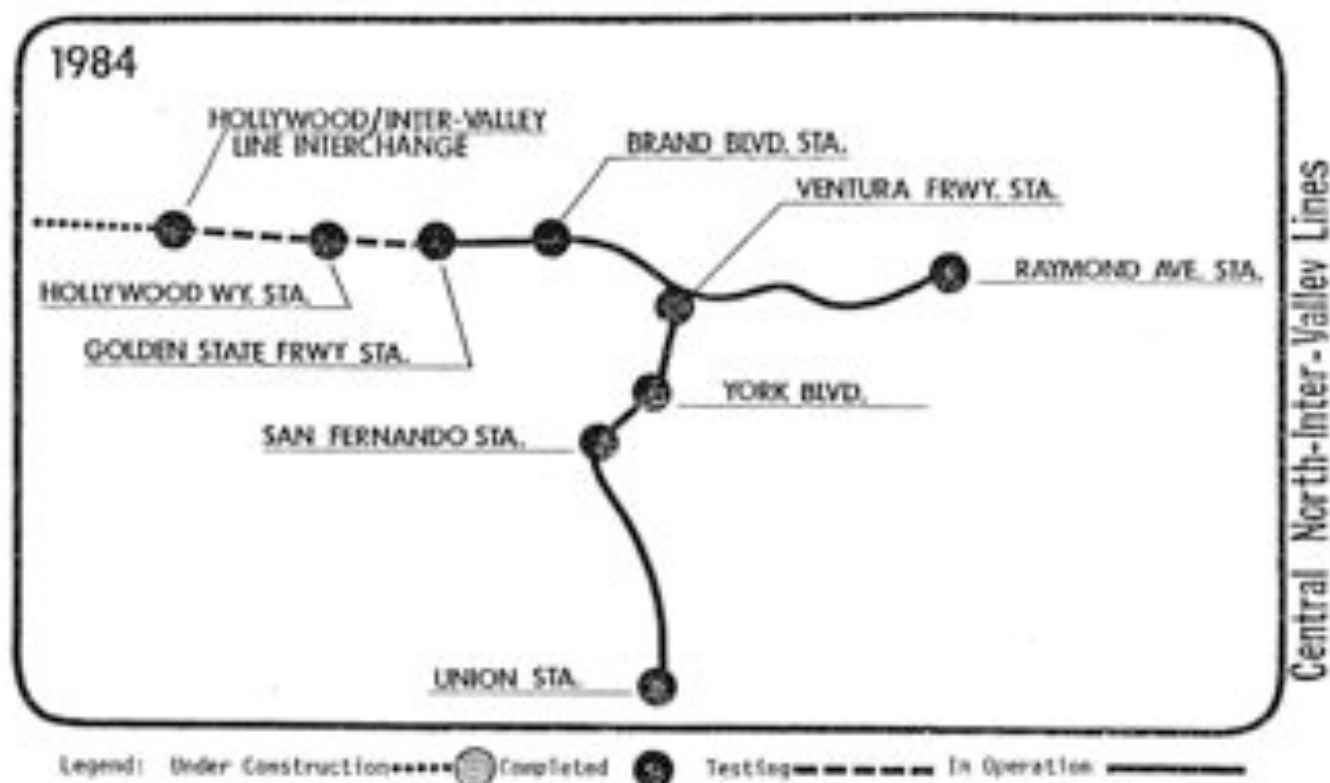 1984
HOLLYWOOD/INTER-VALLEY
LINE INTERCHANGE
BRAND BLVD. STA.
VENTURA FRWY. STA.
RAYMOND AVE. STA.
HOLLYWOOD WY. STA.
GOLDEN STATE FRWY STA.
YORK BLVD.
SAN FERNANDO STA.
UNION STA.
Central North-Inter-Valley Lines
Legend: Under Construction Completed Testing In Operation